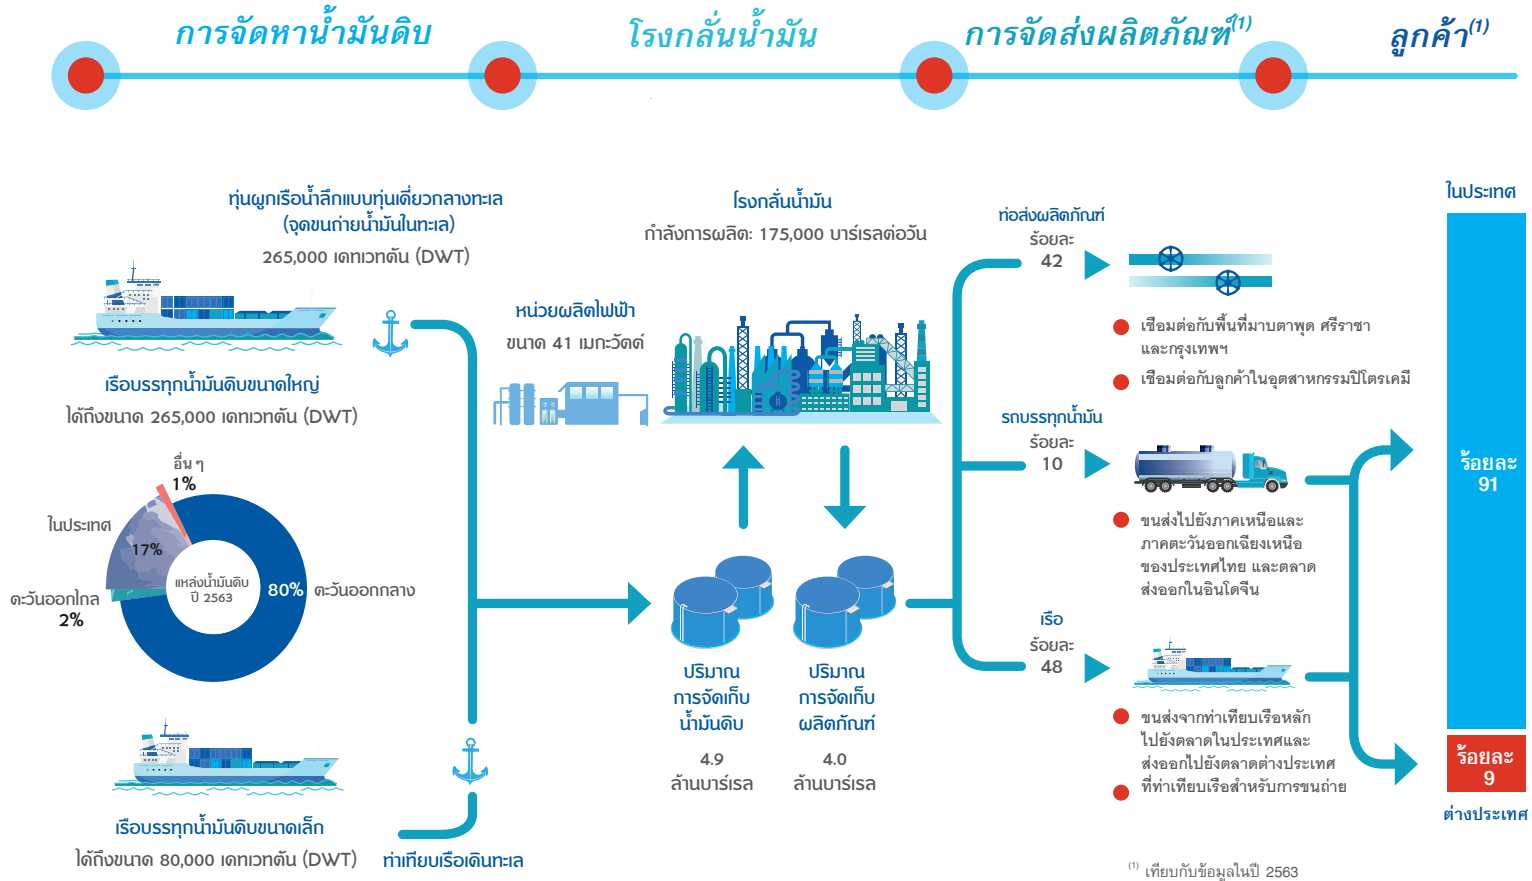 การจัดหาน้ำมันดิบ
โรงกลั่นน้ำมัน
การจัดส่งผลิตภัณฑ์(1)
ลูกค้า(1)
ทุ่นผูกเรือน้ำลึกแบบทุ่นเดี่ยวกลางทะเล
(จุดขนถ่ายน้ำมันในทะเล)
265,000 เดทเวทตัน (DWT)
เรือบรรทุกน้ำมันดิบขนาดใหญ่
ได้ถึงขนาด 265,000 เดทเวทตัน (DWT)
อื่น ๆ
1%
ในประเทศ
17%
ตะวันออกไกล
2%
แหล่งน้ำมันดิบ
ปี 2563
80%
ตะวันออกกลาง
เรือบรรทุกน้ำมันดิบขนาดเล็ก
ได้ถึงขนาด 80,000 เดทเวทตัน (DWT)
ท่าเทียบเรือเดินทะเล
หน่วยผลิตไฟฟ้า
ขนาด 41 เมกะวัตต์
โรงกลั่นน้ำมัน
กำลังการผลิต: 175,000 บาร์เรลต่อวัน
ปริมาณ
การจัดเก็บ
น้ำมันดิบ
4.9
ล้านบาร์เรล
ปริมาณ
การจัดเก็บ
ผลิตภัณฑ์
4.0
ล้านบาร์เรล
ท่อส่งผลิตภัณฑ์
ร้อยละ
42
เชื่อมต่อกับพื้นที่มาบตาพุด ศรีราชา
และกรุงเทพฯ
เชื่อมต่อกับลูกค้าในอุตสาหกรรมปิโตรเคมี
รถบรรทุกน้ำมัน
ร้อยละ
10
ขนส่งไปยังภาคเหนือและ
ภาคตะวันออกเฉียงเหนือ
ของประเทศไทย และตลาด
ส่งออกในอินโดจีน
เรือ
ร้อยละ
48
ขนส่งจากท่าเทียบเรือหลัก
ไปยังตลาดในประเทศและ
ส่งออกไปยังตลาดต่างประเทศ
ที่ท่าเทียบเรือสำหรับการขนถ่าย
ในประเทศ
ร้อยละ
91
ร้อยละ
9
ต่างประเทศ
(1) เทียบกับข้อมูลในปี 2563